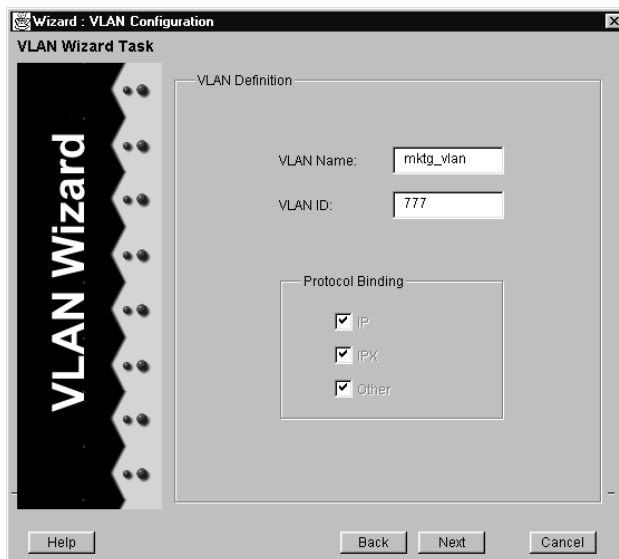 Wizard : VLAN Configuration
VLAN Wizard Task
VLAN Wizard
VLAN Definition
VLAN Name: mktg_vlan
VLAN ID: 777
Protocol Binding
IP
IPX
Other
Help Back Next Cancel